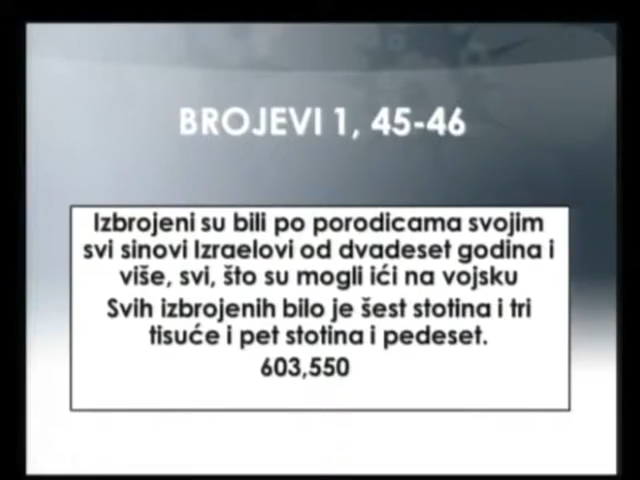 BROJEVI 1, 45-46
Izbrojeni su bili po porodicama svojim
svi sinovi Izraelovi od dvadeset godina i
više, svi, što su mogli ići na vojsku
Svih izbrojenih bilo je šest stotina i tri
tisuće i pet stotina i pedeset.
603,550